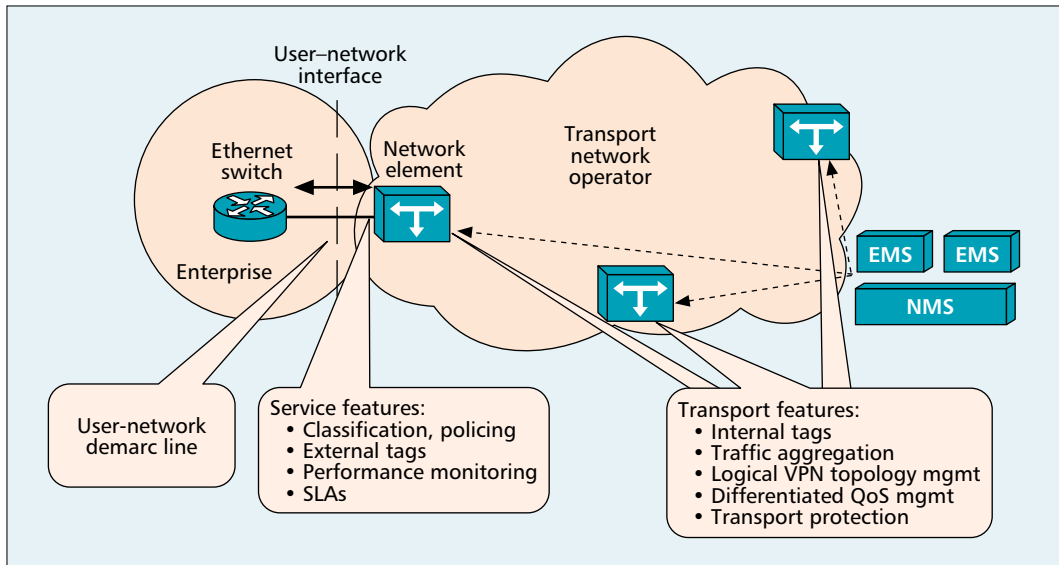 User–network
interface
Ethernet
switch
Network
element
Transport
network
operator
Enterprise
EMS
EMS
NMS
User-network
demarc line
Service features:
• Classification, policing
• External tags
• Performance monitoring
• SLAs
Transport features:
• Internal tags
• Traffic aggregation
• Logical VPN topology mgmt
• Differentiated QoS mgmt
• Transport protection